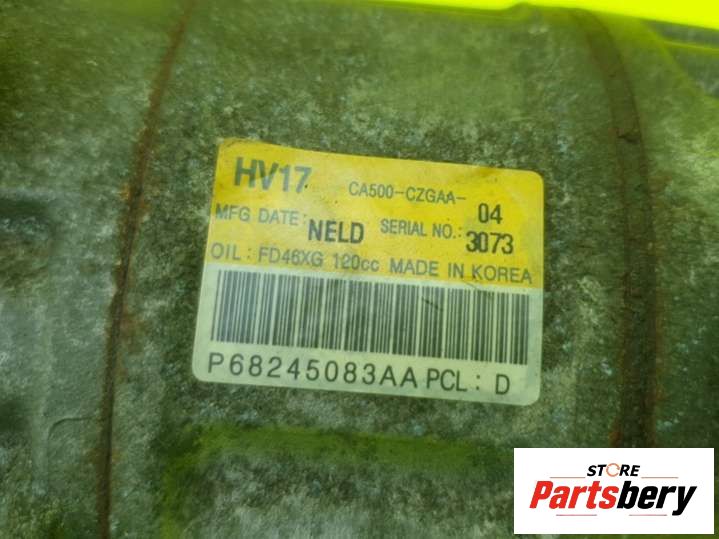 HV17 CA500-CZGAA- 04
MFG DATE: NELD SERIAL NO.: 3073
OIL : FD46XG 120cc MADE IN KOREA
P68245083AA PCL : D
STORE
Partsbery